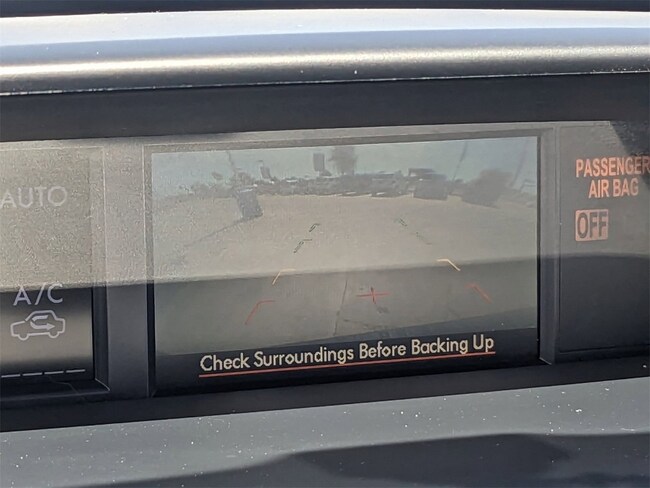 AUTO
A/C
Check Surroundings Before Backing Up
PASSENGER
AIR BAG
OFF